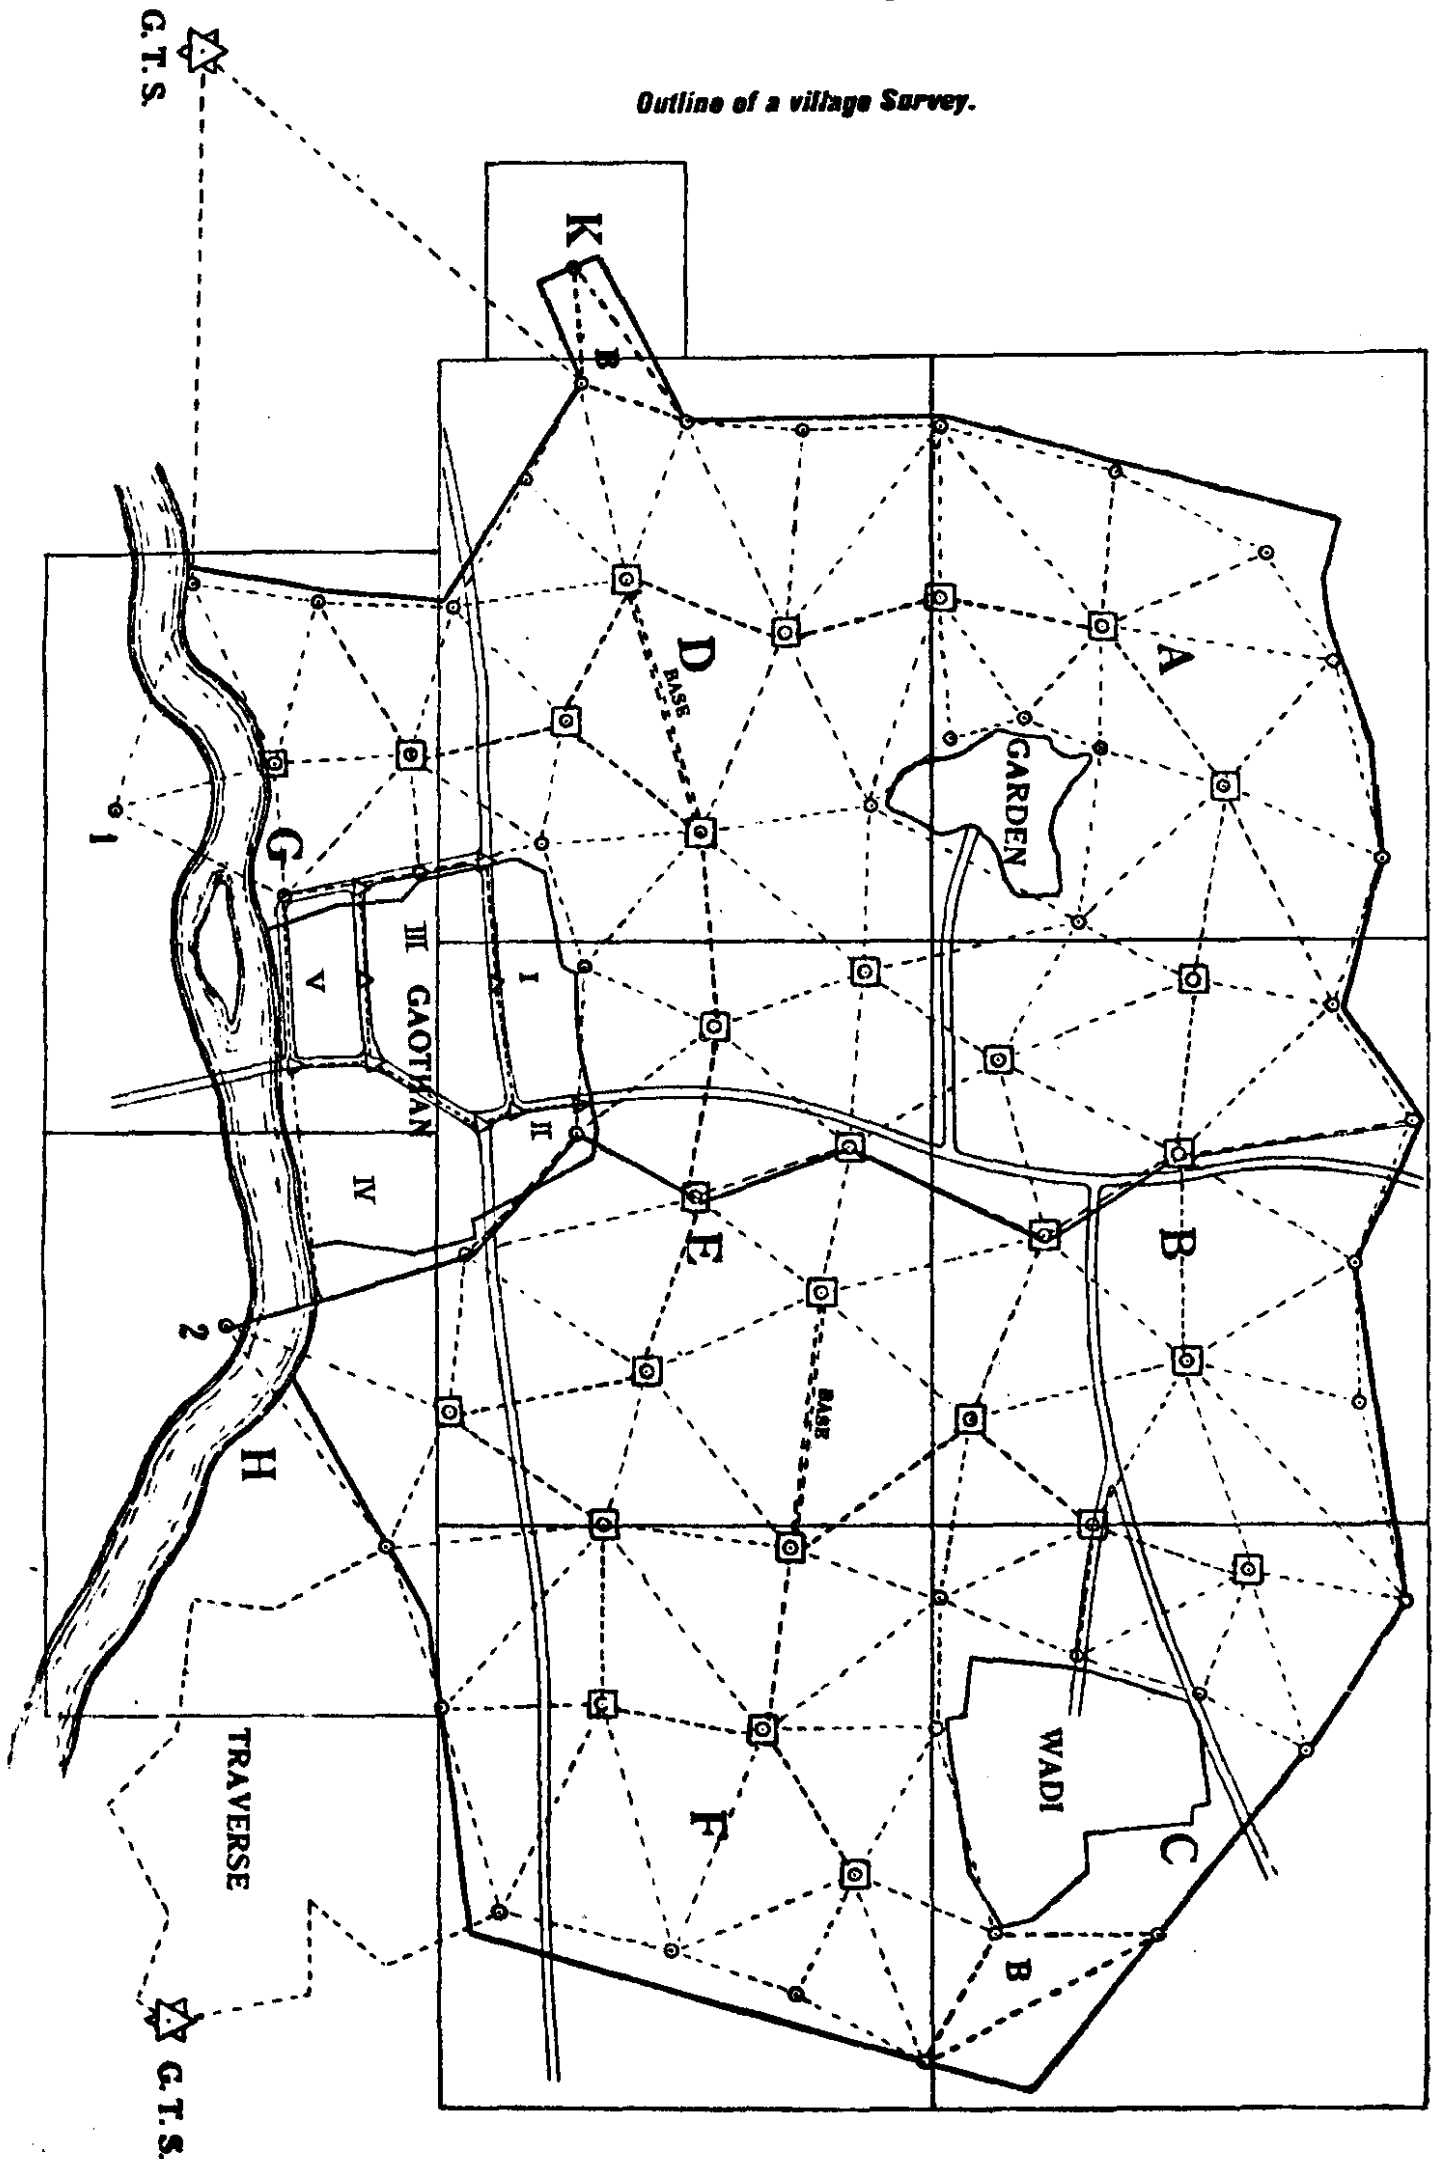 Outline of a village Survey.
G.T.S.
K
B
A
D
BASE
GARDEN
1
G
III
I
V
GAOTHAN
II
IV
E
B
2
BASE
H
TRAVERSE
WADI
F
C
B
G.T.S.